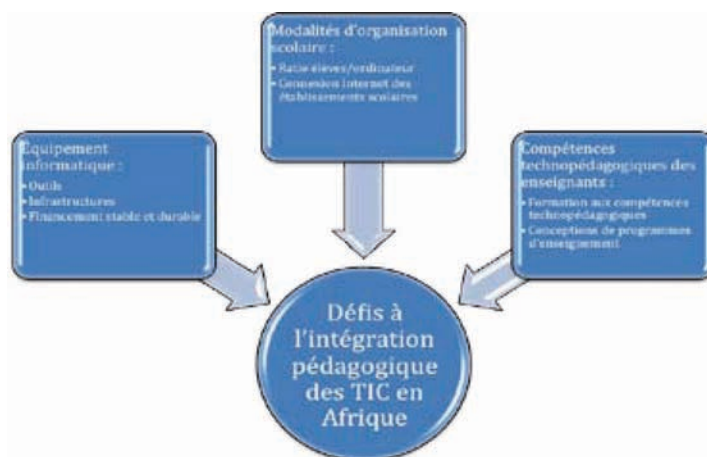 Modalités d'organisation
scolaire :
• Ratio élèves/ordinateur
• Connexion internet des
établissements scolaires
Équipement
informatique :
• Outils
• Infrastructures
• Financement stable et durable
Compétences
technopédagogiques des
enseignants :
• Formation aux compétences
technopédagogiques
• Conceptions de programmes
d'enseignement
Défis à
l'intégration
pédagogique
des TIC en
Afrique